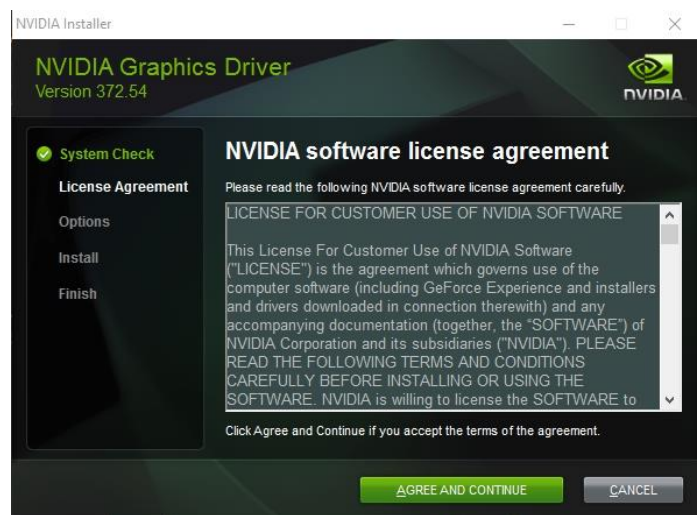 NVIDIA Installer
NVIDIA Graphics Driver
Version 372.54
NVIDIA.
System Check
License Agreement
Options
Install
Finish
NVIDIA software license agreement
Please read the following NVIDIA software license agreement carefully.
LICENSE FOR CUSTOMER USE OF NVIDIA SOFTWARE
This License For Customer Use of NVIDIA Software
("LICENSE") is the agreement which governs use of the
computer software (including GeForce Experience and installers
and drivers downloaded in connection therewith) and any
accompanying documentation (together, the “SOFTWARE”) of
NVIDIA Corporation and its subsidiaries ("NVIDIA"). PLEASE
READ THE FOLLOWING TERMS AND CONDITIONS
CAREFULLY BEFORE INSTALLING OR USING THE
SOFTWARE. NVIDIA is willing to license the SOFTWARE to
Click Agree and Continue if you accept the terms of the agreement.
AGREE AND CONTINUE
CANCEL